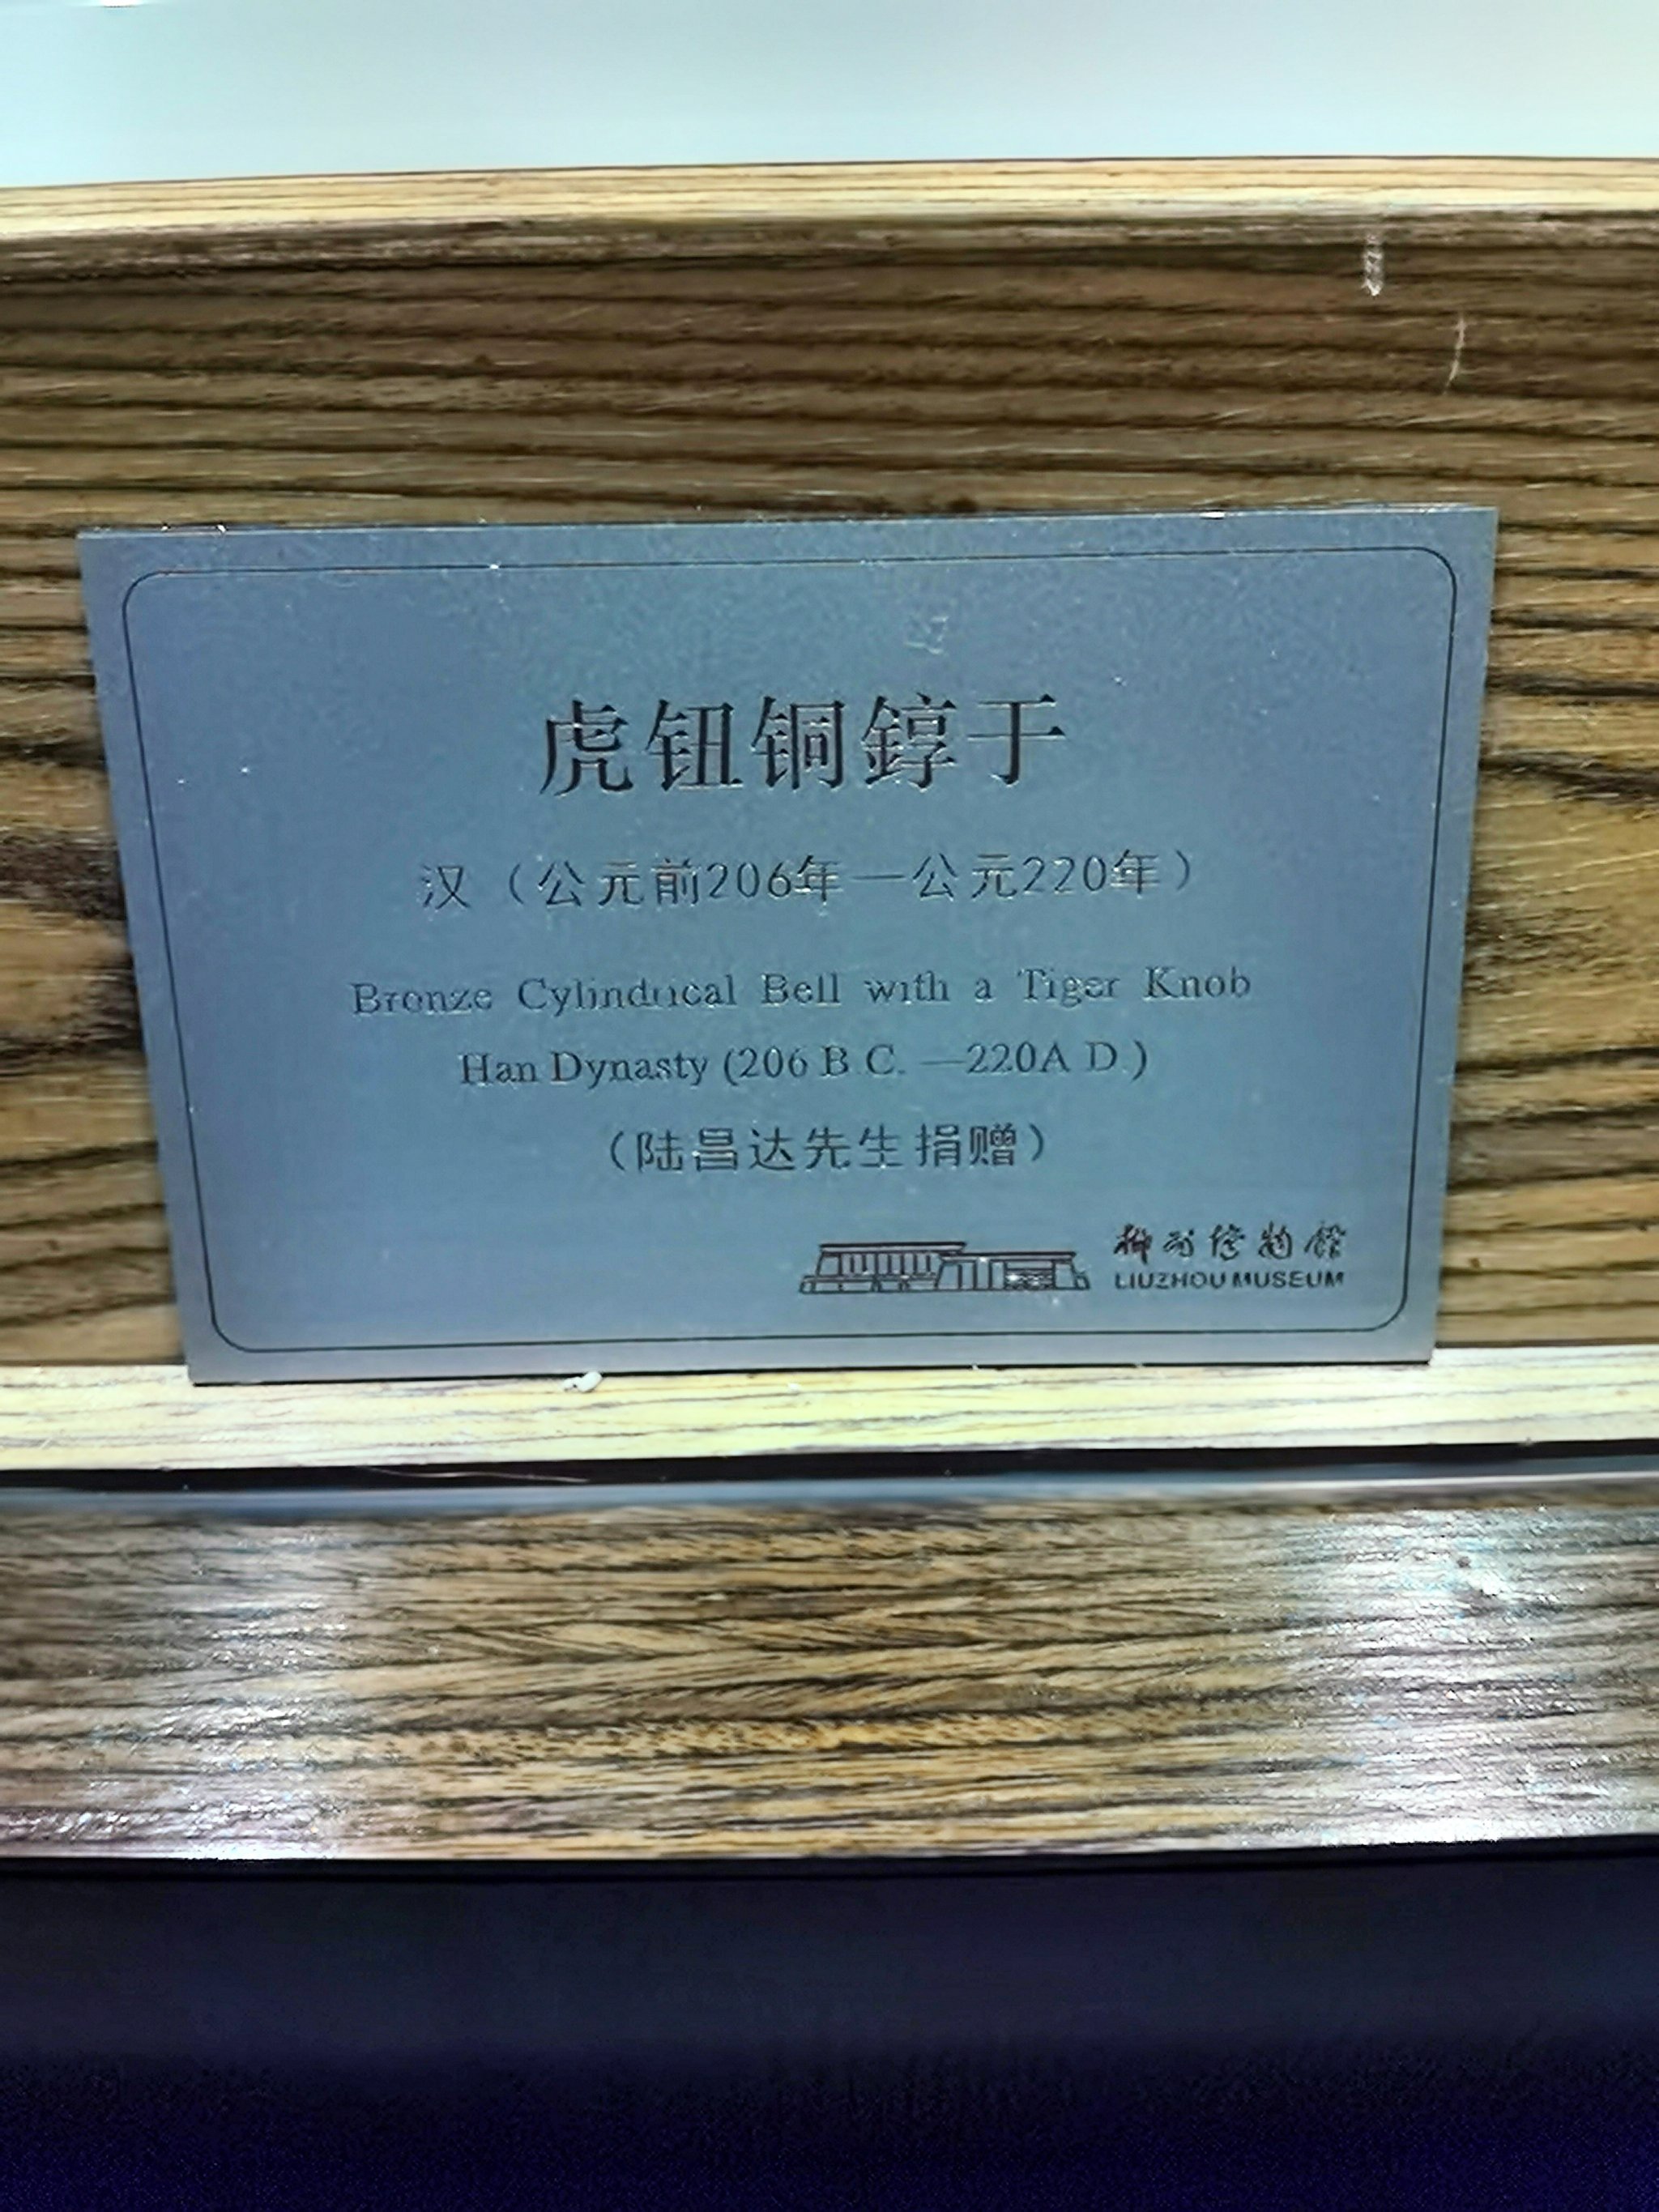 虎钮铜錞于
汉（公元前206年—公元220年）
Bronze Cylindrical Bell with a Tiger Knob
Han Dynasty (206 B.C. —220A.D.)
（陆昌达先生捐赠）
柳州博物馆
LIUZHOU MUSEUM